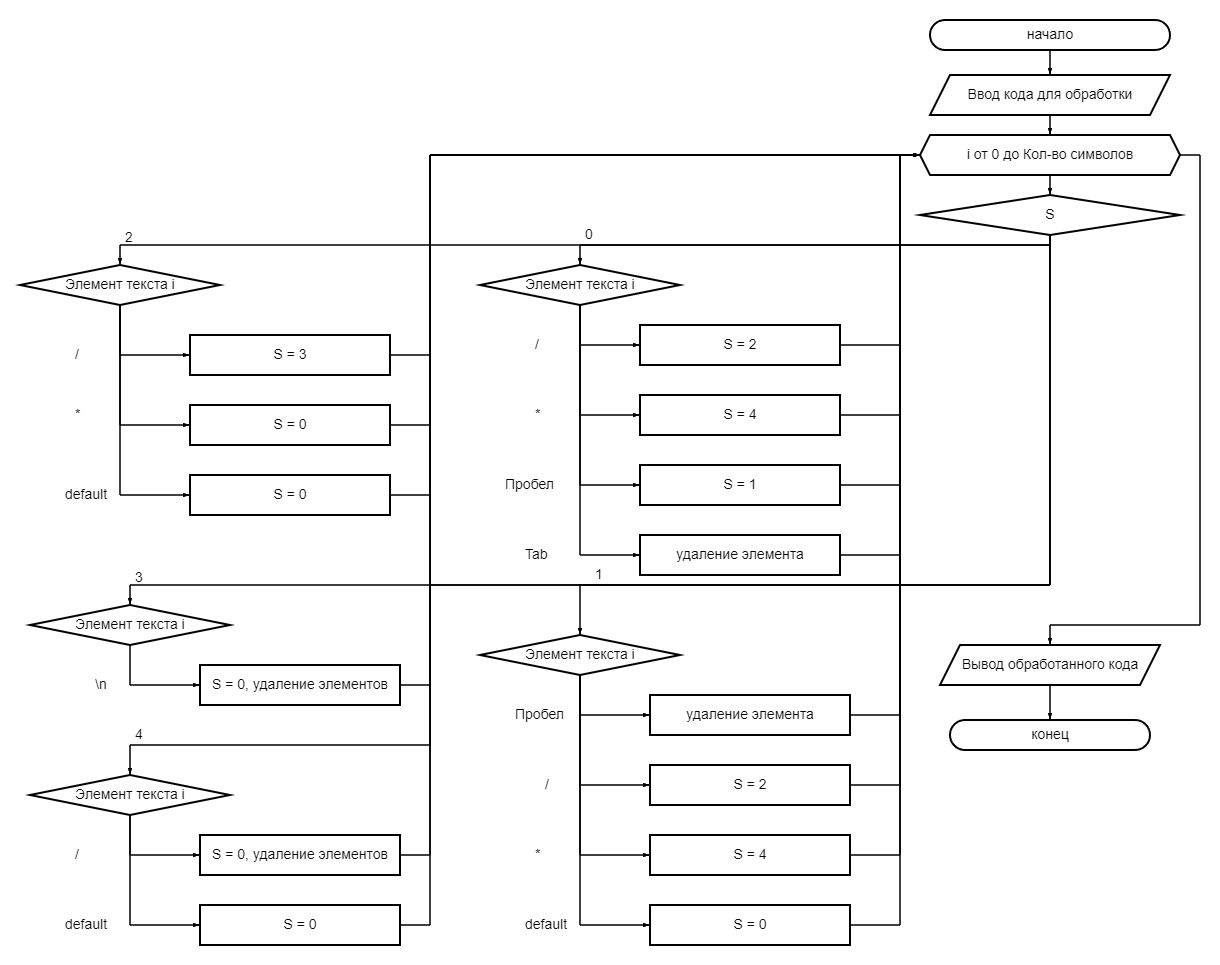 начало
Ввод кода для обработки
i от 0 до Кол-во символов
S
2
0
Элемент текста i
Элемент текста i
/
S = 3
/
S = 2
*
S = 0
*
S = 4
default
S = 0
Пробел
S = 1
Tab
удаление элемента
3
1
Элемент текста i
Элемент текста i
\n
S = 0, удаление элементов
Вывод обработанного кода
Пробел
удаление элемента
4
конец
Элемент текста i
/
S = 2
/
S = 0, удаление элементов
*
S = 4
default
S = 0
default
S = 0